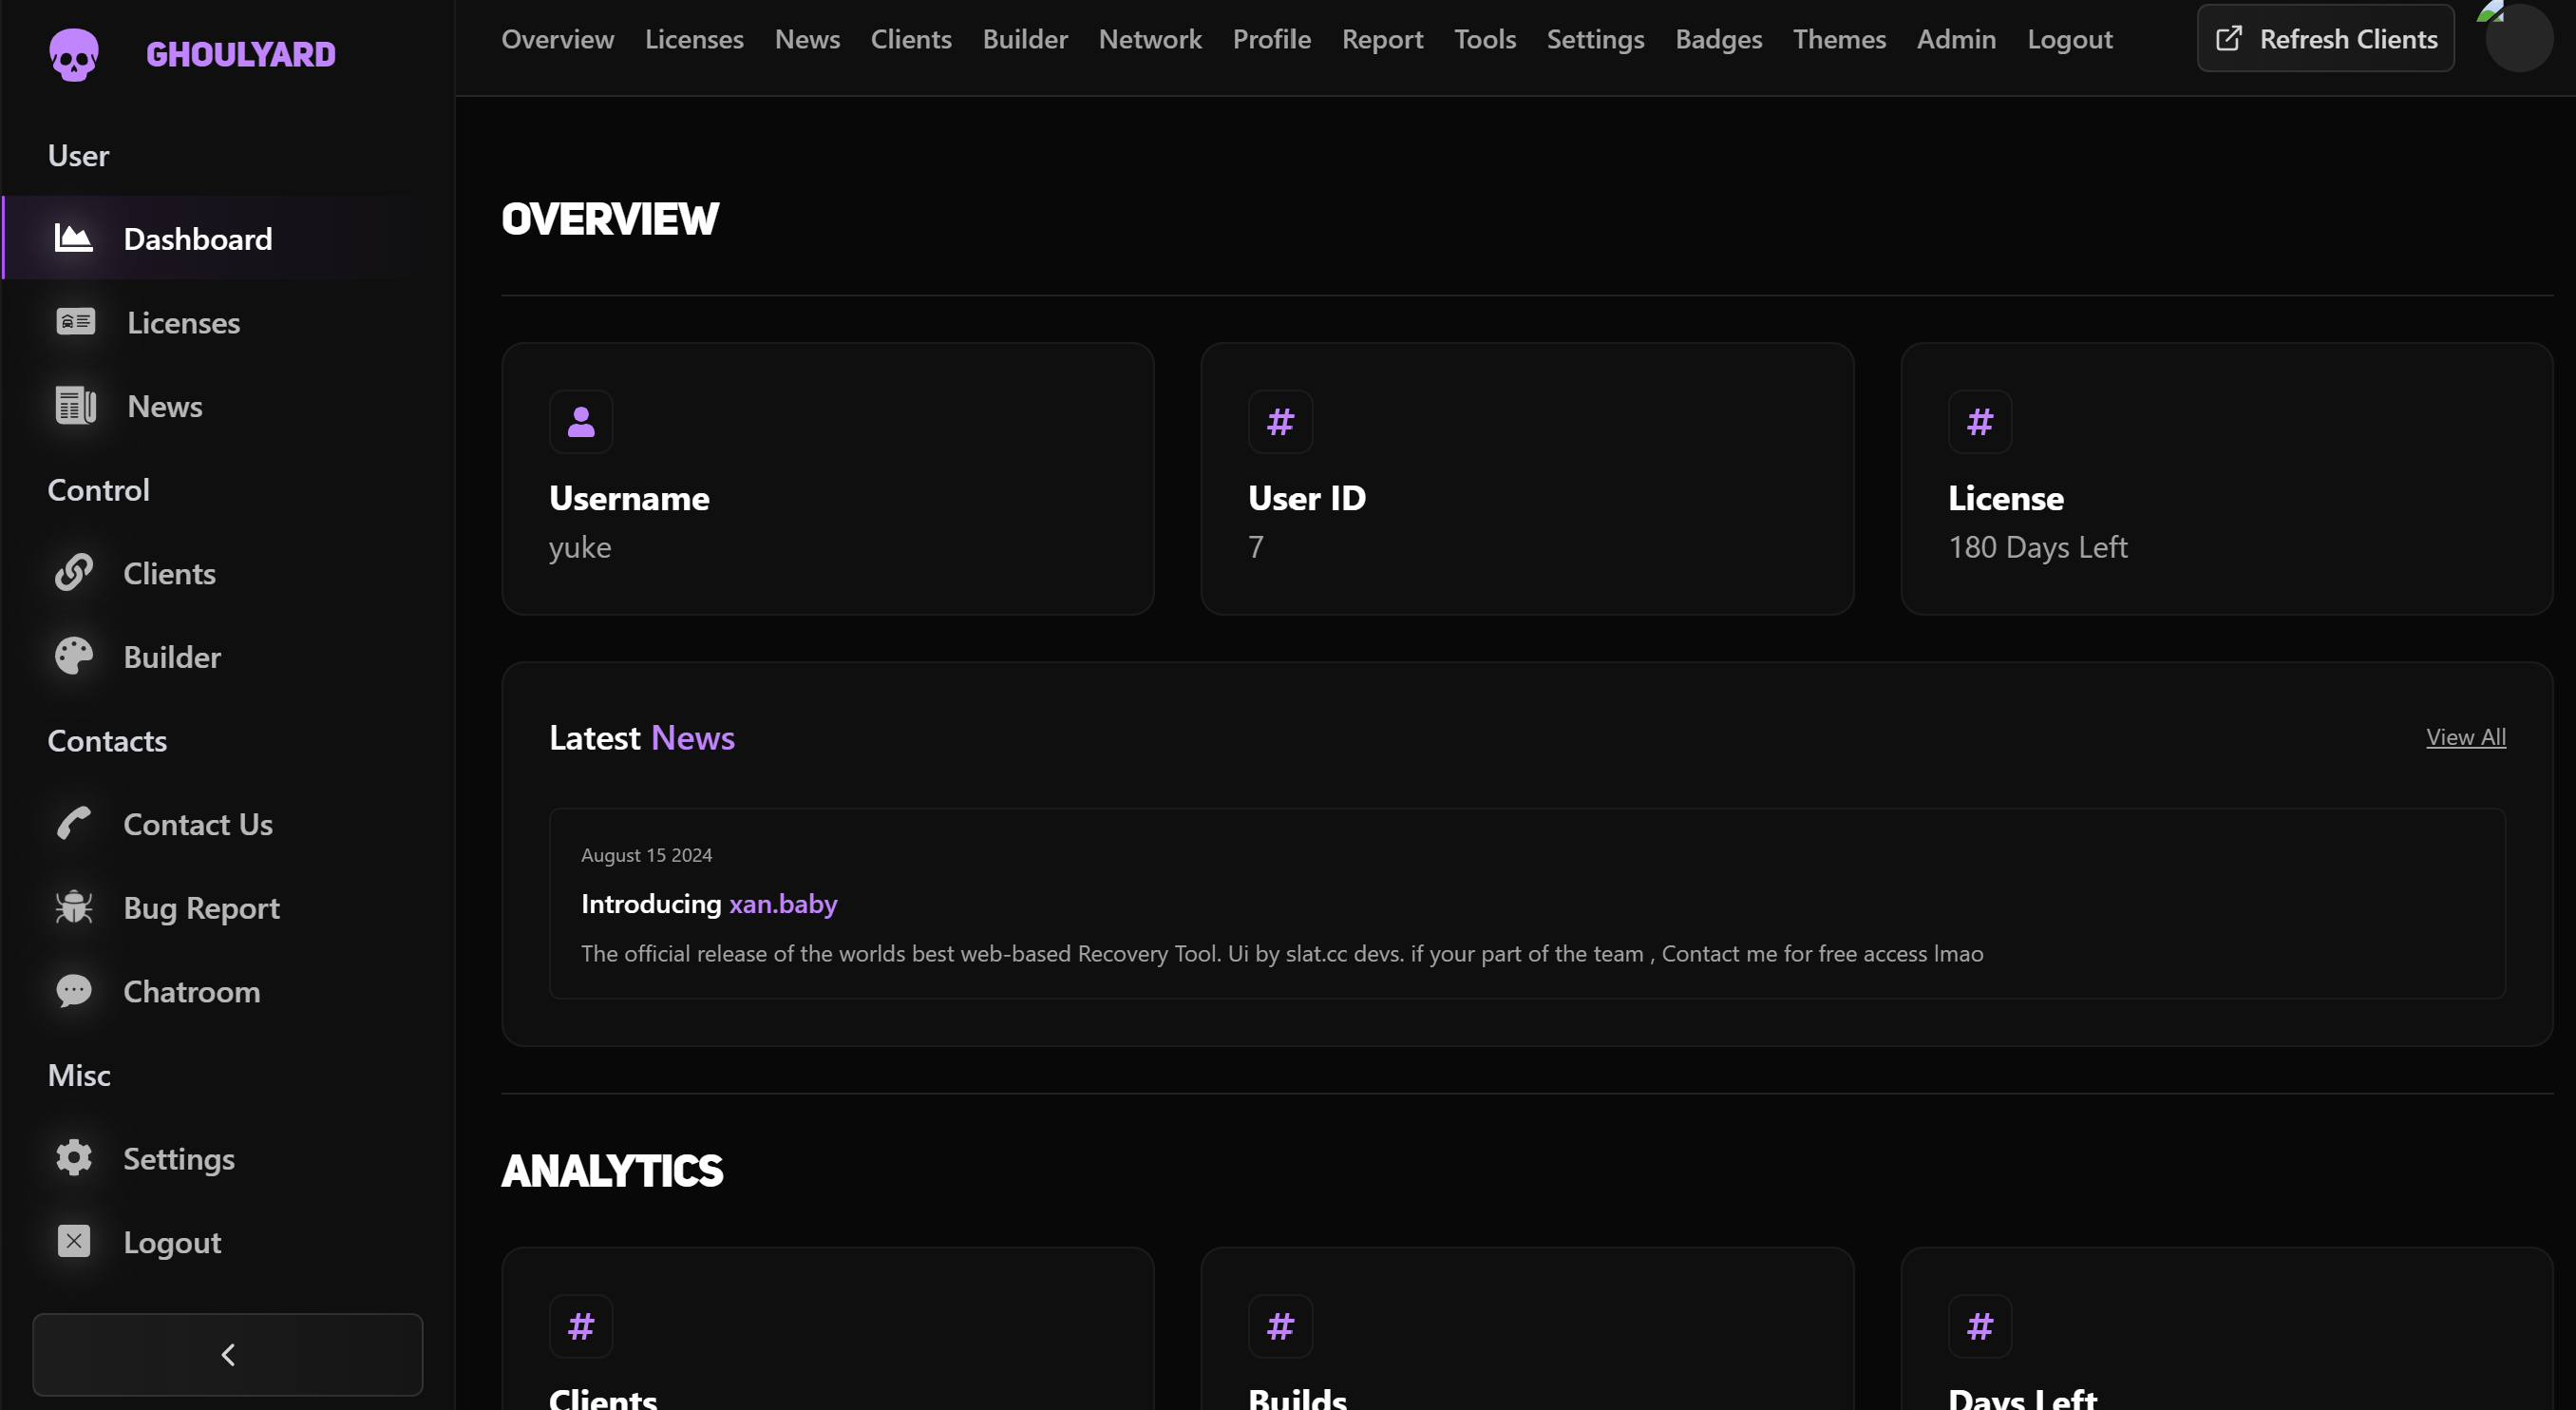 GHOULYARD
Overview Licenses News Clients Builder Network Profile Report Tools Settings Badges Themes Admin Logout
Refresh Clients
User
Dashboard
Licenses
News
Control
Clients
Builder
Contacts
Contact Us
Bug Report
Chatroom
Misc
Settings
Logout
OVERVIEW
Username
yuke
User ID
7
License
180 Days Left
Latest News
View All
August 15 2024
Introducing xan.baby
The official release of the worlds best web-based Recovery Tool. Ui by slat.cc devs. if your part of the team , Contact me for free access lmao
ANALYTICS
Clients
Builds
Days Left